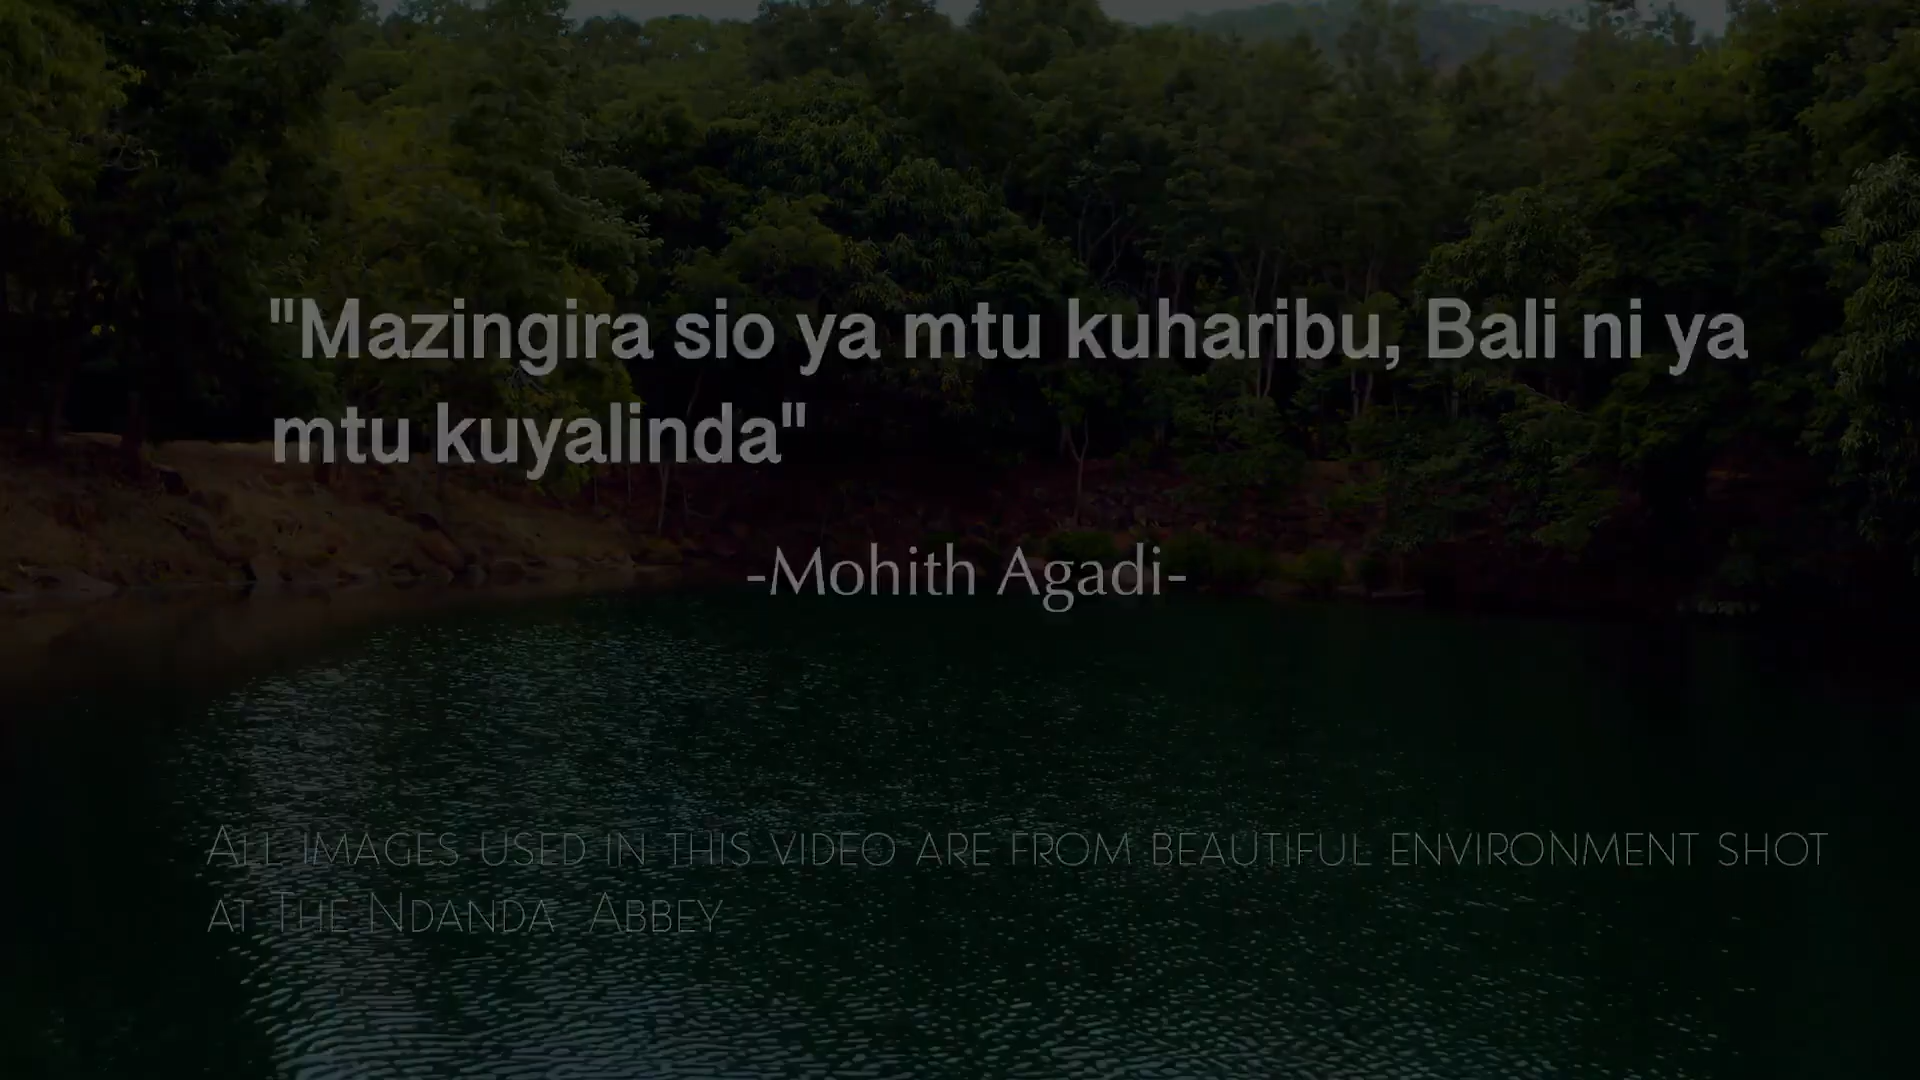 "Mazingira sio ya mtu kuharibu, Bali ni ya
mtu kuyalinda"
-Mohith Agadi-
All images used in this video are from beautiful environment shot
at The Ndanda Abbey